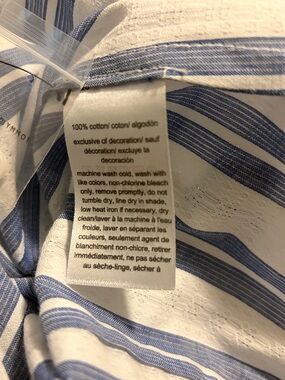 100% cotton/ coton/ algodón
exclusive of decoration/ sauf
décoration/ excluye la
decoración
machine wash cold, wash with
like colors, non-chlorine bleach
only, remove promptly, do not
tumble dry, line dry in shade,
low heat iron if necessary, dry
clean/laver à la machine à l'eau
froide, laver en séparant les
couleurs, seulement agent de
blanchiment non-chlore, retirer
immédiatement, ne pas sécher
au sèche-linge, sécher à